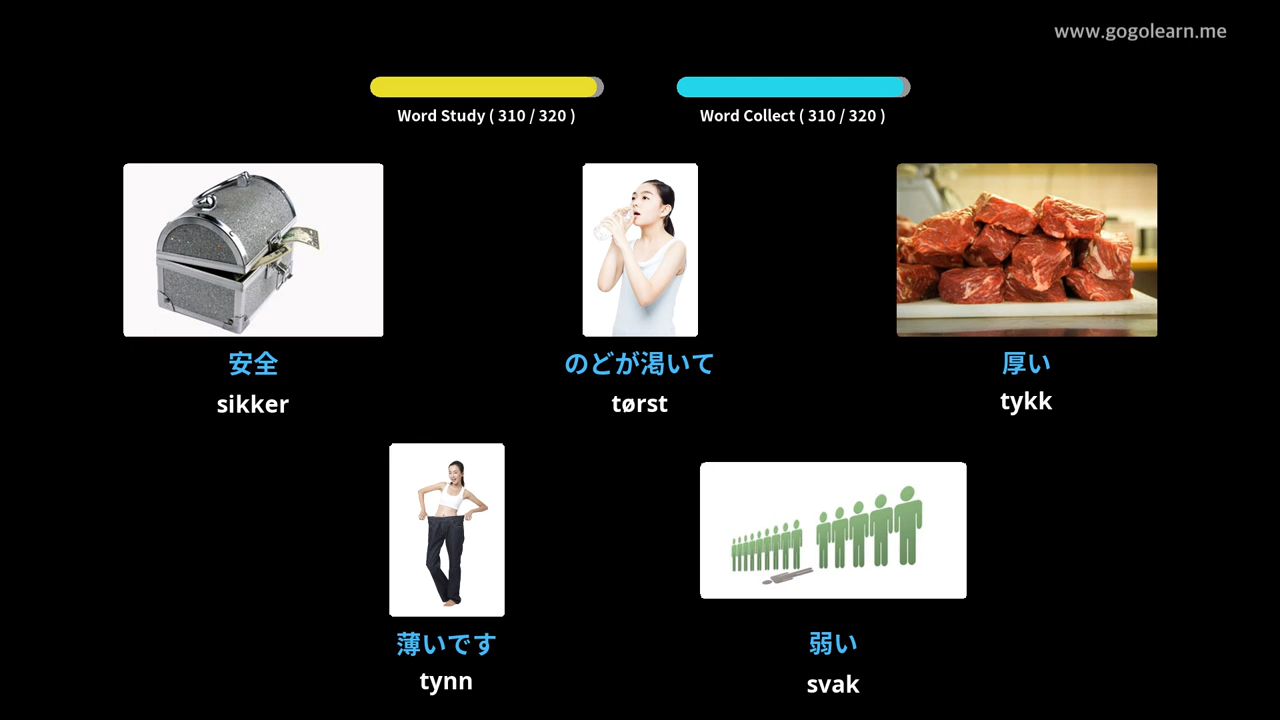 www.gogolearn.me
Word Study ( 310 / 320 )
Word Collect ( 310 / 320 )
安全
sikker
のどが渇いて
tørst
厚い
tykk
薄いです
tynn
弱い
svak